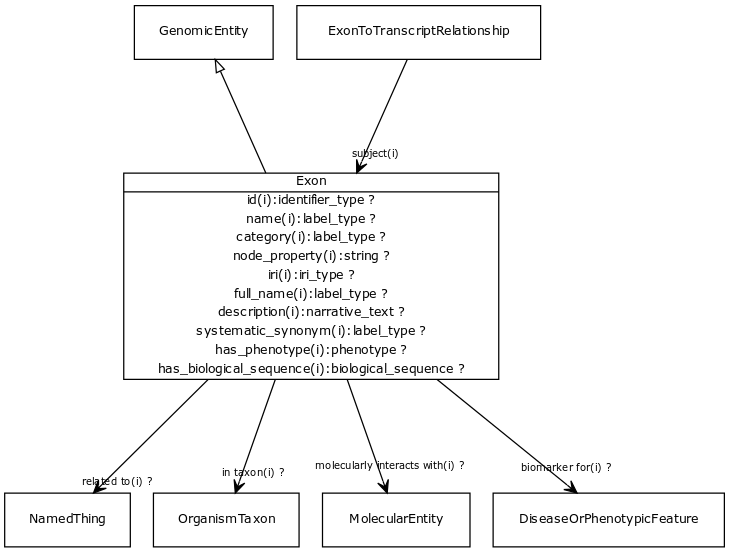 GenomicEntity
ExonToTranscriptRelationship
subject(i)
Exon
id(i):identifier_type ?
name(i):label_type ?
category(i):label_type ?
node_property(i):string ?
iri(i):iri_type ?
full_name(i):label_type ?
description(i):narrative_text ?
systematic_synonym(i):label_type ?
has_phenotype(i):phenotype ?
has_biological_sequence(i):biological_sequence ?
related to(i) ?
in taxon(i) ?
molecularly interacts with(i) ?
biomarker for(i) ?
NamedThing
OrganismTaxon
MolecularEntity
DiseaseOrPhenotypicFeature